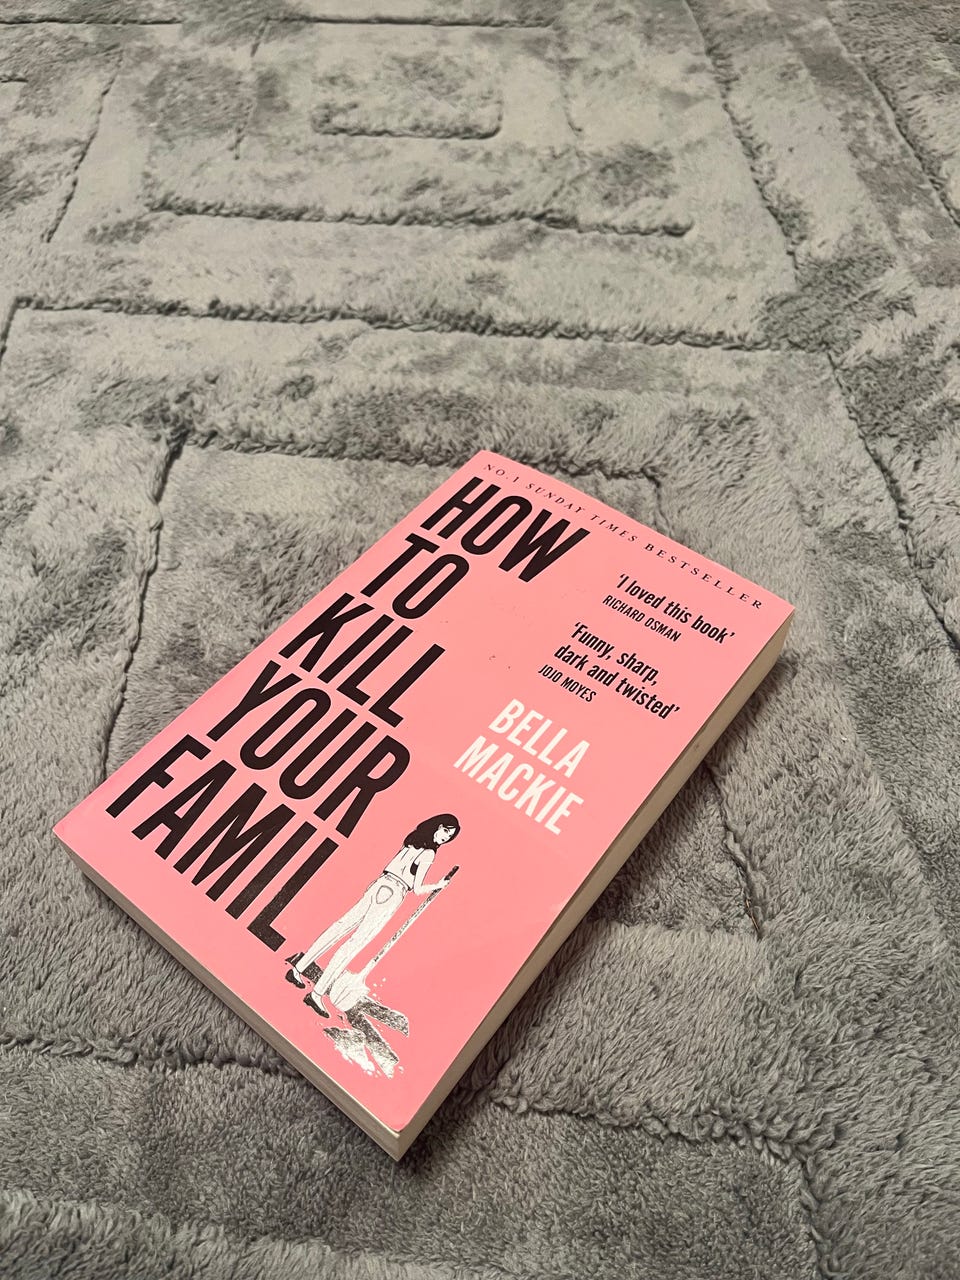 NO.1 SUNDAY TIMES BESTSELLER
HOW
TO
KILL
YOUR
FAMIL
'I loved this book'
RICHARD OSMAN
'Funny, sharp,
dark and twisted'
JOJO MOYES
BELLA
MACKIE